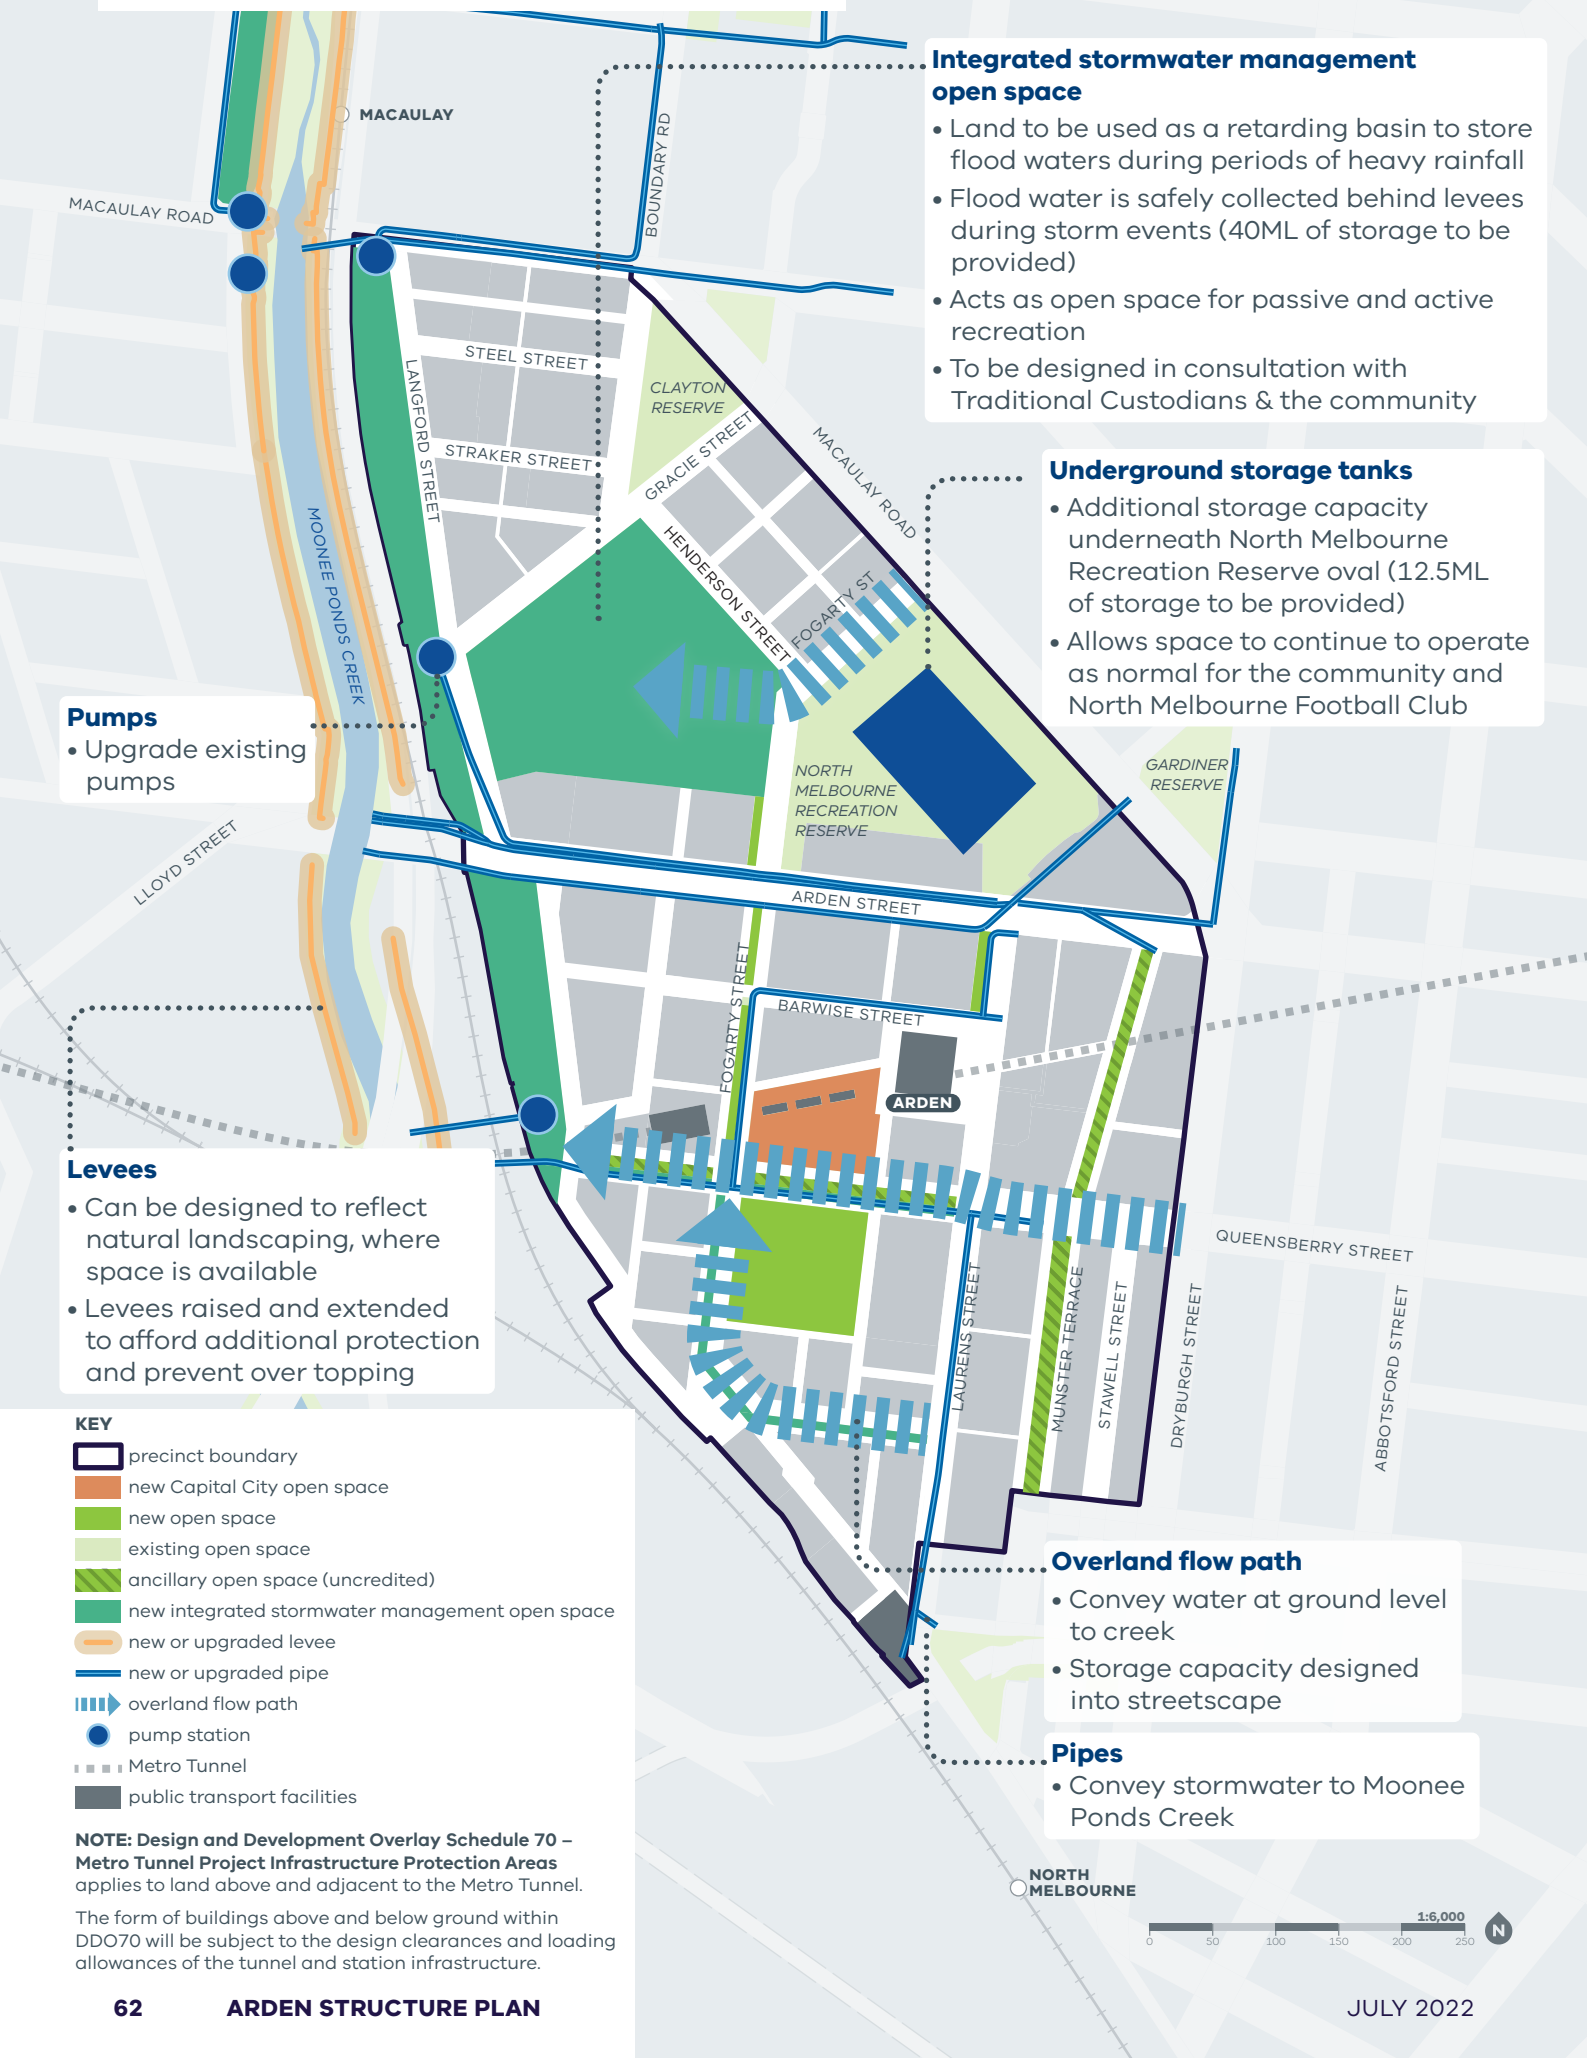 Integrated stormwater management
open space
• Land to be used as a retarding basin to store
flood waters during periods of heavy rainfall
• Flood water is safely collected behind levees
during storm events (40ML of storage to be
provided)
• Acts as open space for passive and active
recreation
• To be designed in consultation with
Traditional Custodians & the community
MACAULAY
BOUNDARY RD
MACAULAY ROAD
STEEL STREET
LANGFORD STREET
CLAYTON
RESERVE
STRAKER STREET
GRACIE STREET
MACAULAY ROAD
Underground storage tanks
• Additional storage capacity
underneath North Melbourne
Recreation Reserve oval (12.5ML
of storage to be provided)
• Allows space to continue to operate
as normal for the community and
North Melbourne Football Club
MOONEE PONDS CREEK
HENDERSON STREET
FOGARTY ST
Pumps
• Upgrade existing
pumps
NORTH
MELBOURNE
RECREATION
RESERVE
GARDINER
RESERVE
LLOYD STREET
ARDEN STREET
FOGARTY STREET
BARWISE STREET
ARDEN
Levees
• Can be designed to reflect
natural landscaping, where
space is available
• Levees raised and extended
to afford additional protection
and prevent over topping
QUEENSBERRY STREET
LAURENS STREET
MUNSTER TERRACE
STAWELL STREET
DRYBURGH STREET
ABBOTSFORD STREET
KEY
precinct boundary
new Capital City open space
new open space
existing open space
ancillary open space (uncredited)
new integrated stormwater management open space
new or upgraded levee
new or upgraded pipe
overland flow path
pump station
Metro Tunnel
public transport facilities
NOTE: Design and Development Overlay Schedule 70 –
Metro Tunnel Project Infrastructure Protection Areas
applies to land above and adjacent to the Metro Tunnel.
The form of buildings above and below ground within
DDO70 will be subject to the design clearances and loading
allowances of the tunnel and station infrastructure.
Overland flow path
• Convey water at ground level
to creek
• Storage capacity designed
into streetscape
Pipes
• Convey stormwater to Moonee
Ponds Creek
NORTH
MELBOURNE
1:6,000
0 50 100 150 200 250
N
62 ARDEN STRUCTURE PLAN
JULY 2022